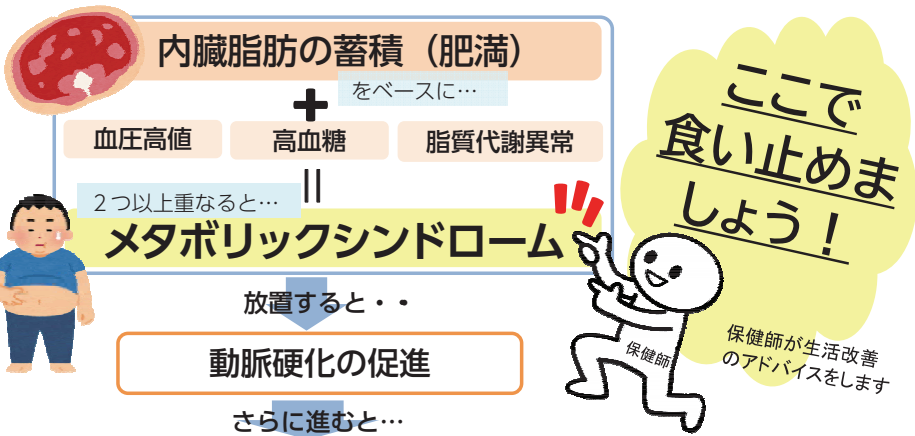 内臓脂肪の蓄積（肥満）
＋
をベースに…
血圧高値
高血糖
脂質代謝異常
＝
２つ以上重なると…
メタボリックシンドローム
放置すると・・
動脈硬化の促進
さらに進むと…
ここで
食い止めま
しょう！
保健師
保健師が生活改善
のアドバイスをします